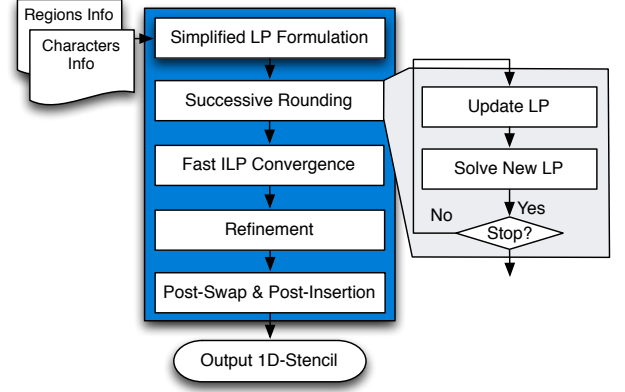 Regions Info
Characters
Info
Simplified LP Formulation
Successive Rounding
Fast ILP Convergence
Refinement
Post-Swap & Post-Insertion
Output 1D-Stencil
Update LP
Solve New LP
No
Yes
Stop?